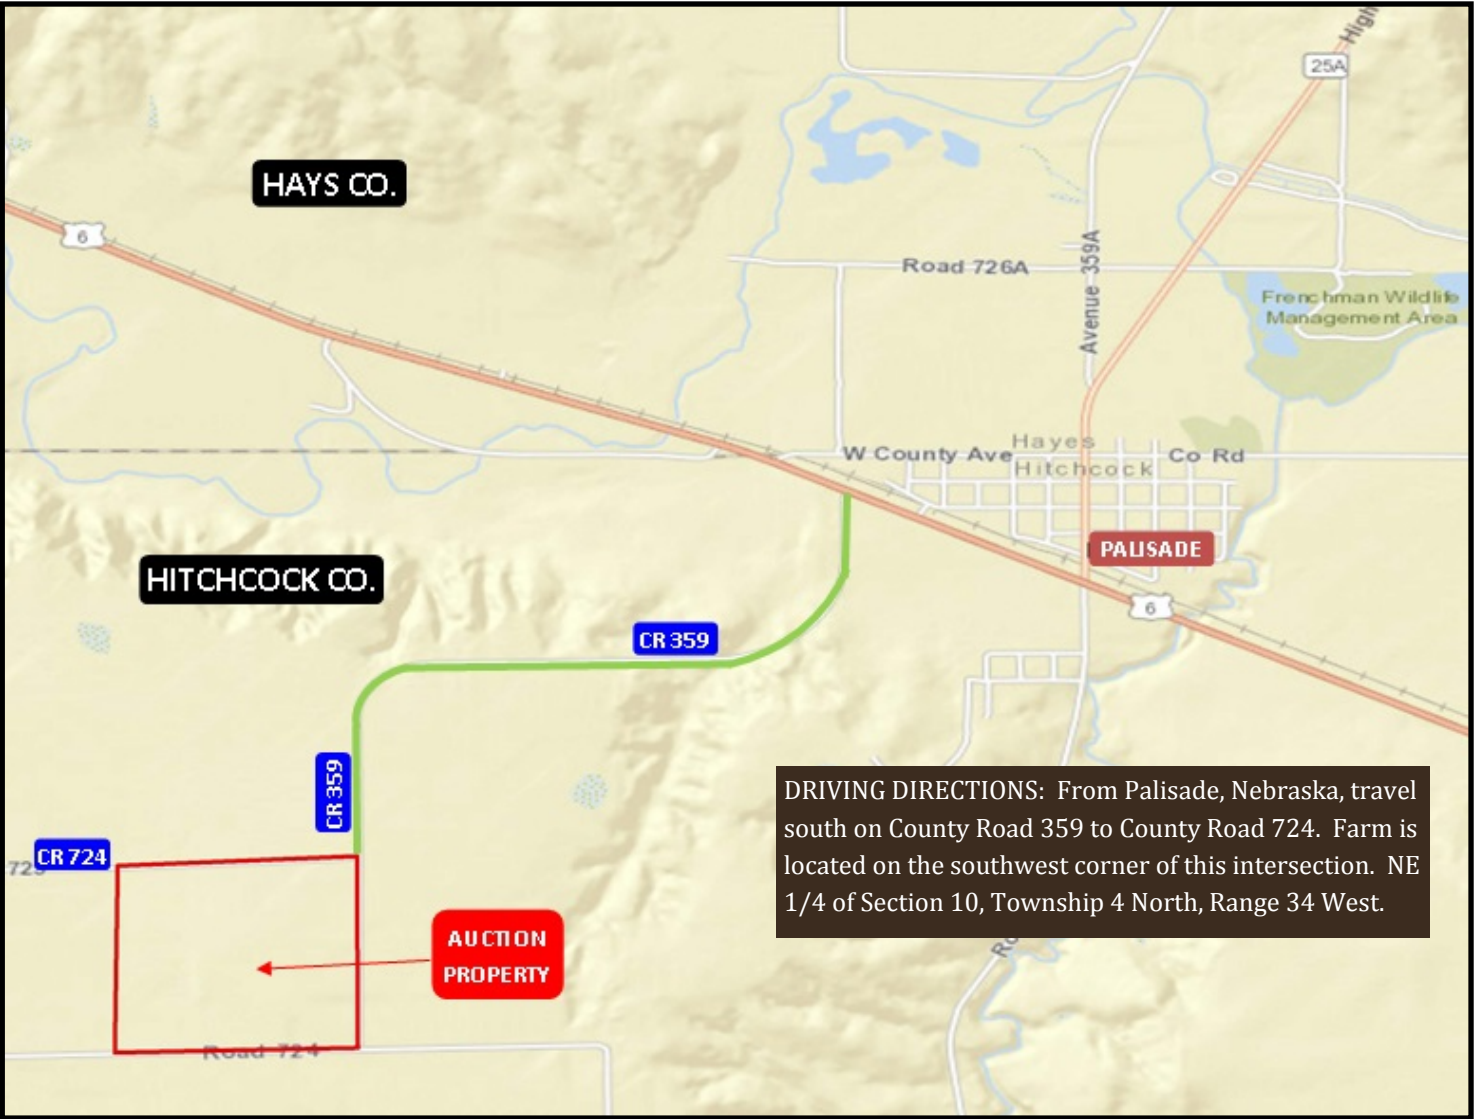 High
25A
HAYS CO.
6
Road 726A
Avenue 359A
Frenchman Wildlife
Management Area
W County Ave
Hayes
Hitchcock
Co Rd
PALISADE
HITCHCOCK CO.
CR 359
6
CR 359
DRIVING DIRECTIONS: From Palisade, Nebraska, travel
south on County Road 359 to County Road 724. Farm is
located on the southwest corner of this intersection. NE
1/4 of Section 10, Township 4 North, Range 34 West.
CR 724
AUCTION
PROPERTY
Road 724